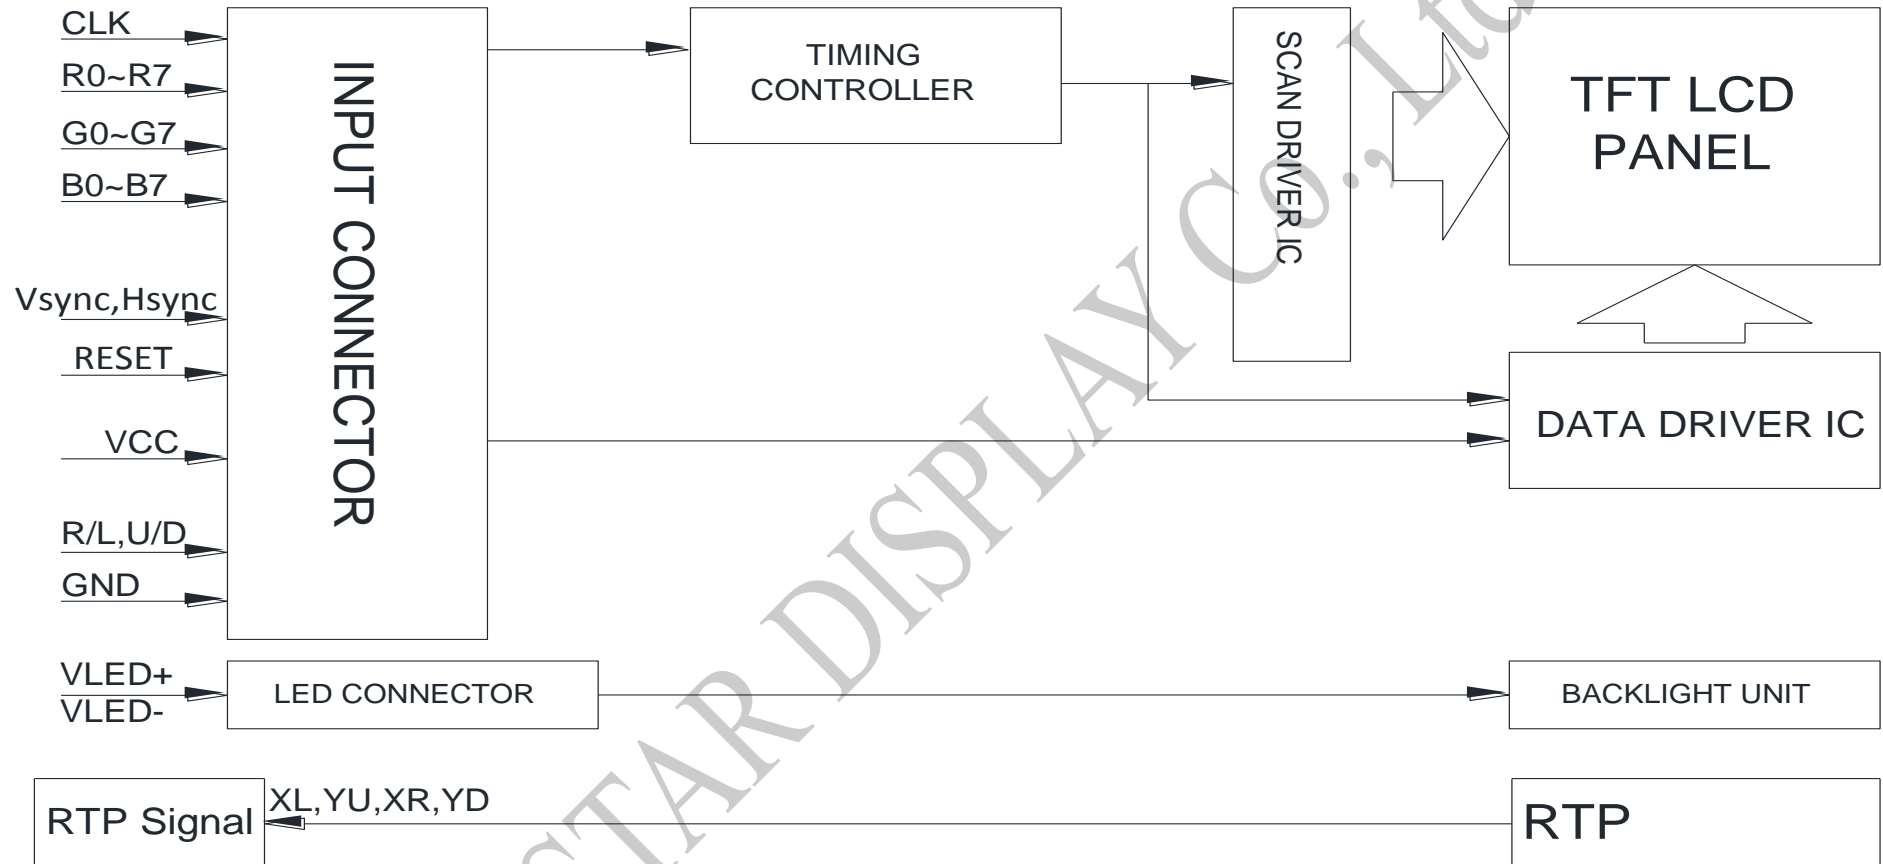 CLK
R0~R7
G0~G7
B0~B7
Vsync,Hsync
RESET
VCC
R/L,U/D
GND
INPUT CONNECTOR
TIMING
CONTROLLER
SCAN DRIVER IC
TFT LCD
PANEL
DATA DRIVER IC
VLED+
VLED-
LED CONNECTOR
BACKLIGHT UNIT
RTP Signal
XL,YU,XR,YD
RTP
STAR DISPLAY Co., Ltd